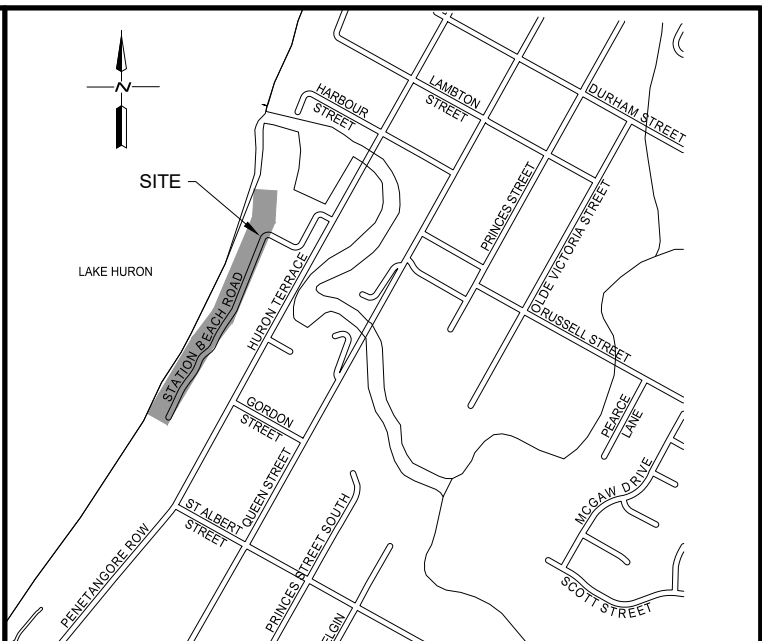 N
HARBOUR
STREET
LAMBTON
STREET
DURHAM STREET
SITE
PRINCES STREET
OLDE VICTORIA STREET
LAKE HURON
STATION BEACH ROAD
HURON TERRACE
RUSSELL STREET
GORDON
STREET
PEARCE
LANE
QUEEN STREET
MCGAW DRIVE
ST ALBERT
STREET
PRINCES STREET SOUTH
PENETANGORE ROW
SCOTT STREET
ELGIN